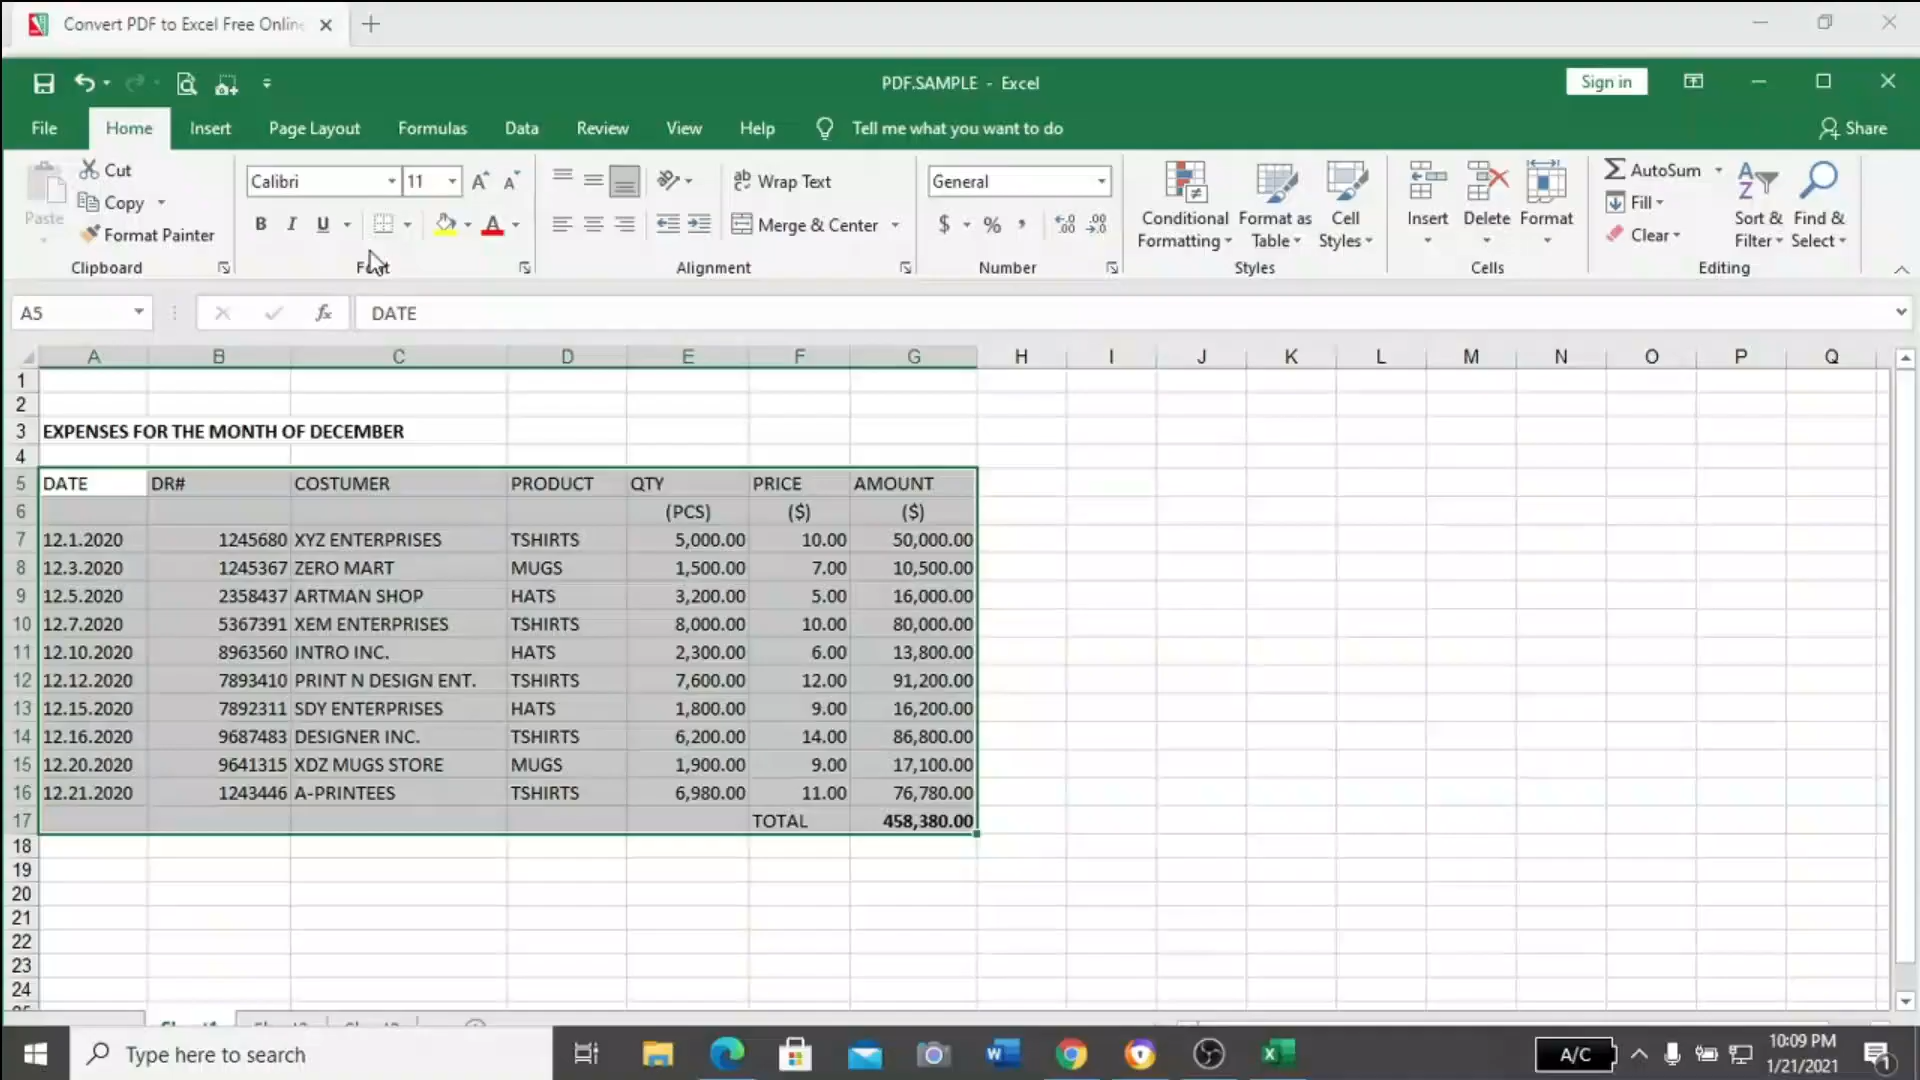 Convert PDF to Excel Free Onlin
PDF.SAMPLE - Excel
Sign in
File Home Insert Page Layout Formulas Data Review View Help Tell me what you want to do Share
Paste
Cut
Copy
Format Painter
Clipboard
Calibri 11
B I U A
Font
Wrap Text
Merge & Center
Alignment
General
$ % ,
Number
Conditional Formatting
Format as Table
Cell Styles
Styles
Insert
Delete
Format
Cells
AutoSum
Fill
Clear
Sort & Filter
Find & Select
Editing
A5 fx DATE
A B C D E F G H I J K L M N O P Q
1
2
3 EXPENSES FOR THE MONTH OF DECEMBER
4
5 DATE DR# COSTUMER PRODUCT QTY PRICE AMOUNT
6 (PCS) ($) ($)
7 12.1.2020 1245680 XYZ ENTERPRISES TSHIRTS 5,000.00 10.00 50,000.00
8 12.3.2020 1245367 ZERO MART MUGS 1,500.00 7.00 10,500.00
9 12.5.2020 2358437 ARTMAN SHOP HATS 3,200.00 5.00 16,000.00
10 12.7.2020 5367391 XEM ENTERPRISES TSHIRTS 8,000.00 10.00 80,000.00
11 12.10.2020 8963560 INTRO INC. HATS 2,300.00 6.00 13,800.00
12 12.12.2020 7893410 PRINT N DESIGN ENT. TSHIRTS 7,600.00 12.00 91,200.00
13 12.15.2020 7892311 SDY ENTERPRISES HATS 1,800.00 9.00 16,200.00
14 12.16.2020 9687483 DESIGNER INC. TSHIRTS 6,200.00 14.00 86,800.00
15 12.20.2020 9641315 XDZ MUGS STORE MUGS 1,900.00 9.00 17,100.00
16 12.21.2020 1243446 A-PRINTEES TSHIRTS 6,980.00 11.00 76,780.00
17 TOTAL 458,380.00
18
19
20
21
22
23
24
Type here to search
A/C
10:09 PM
1/21/2021
1